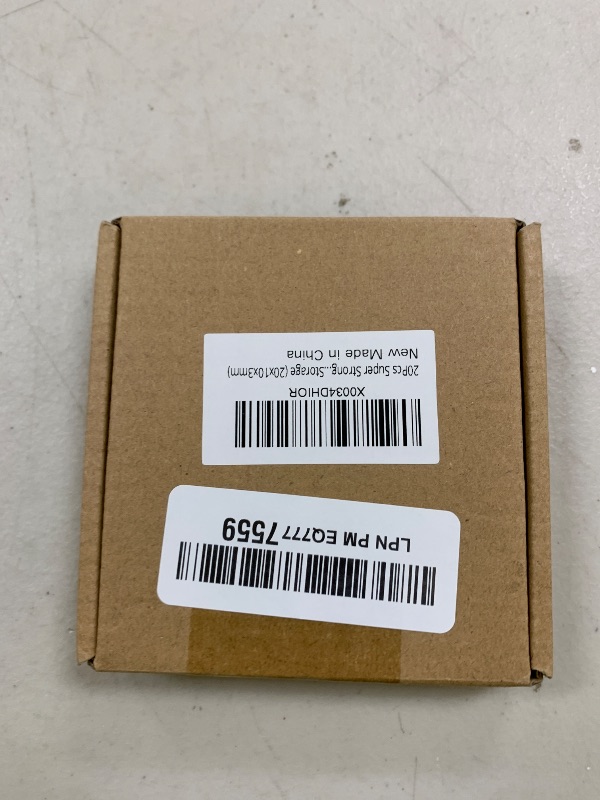 LPN PM EQ777 7559
X0034DHIOR
20Pcs Super Strong...Storage (20x10x3mm)
New Made in China